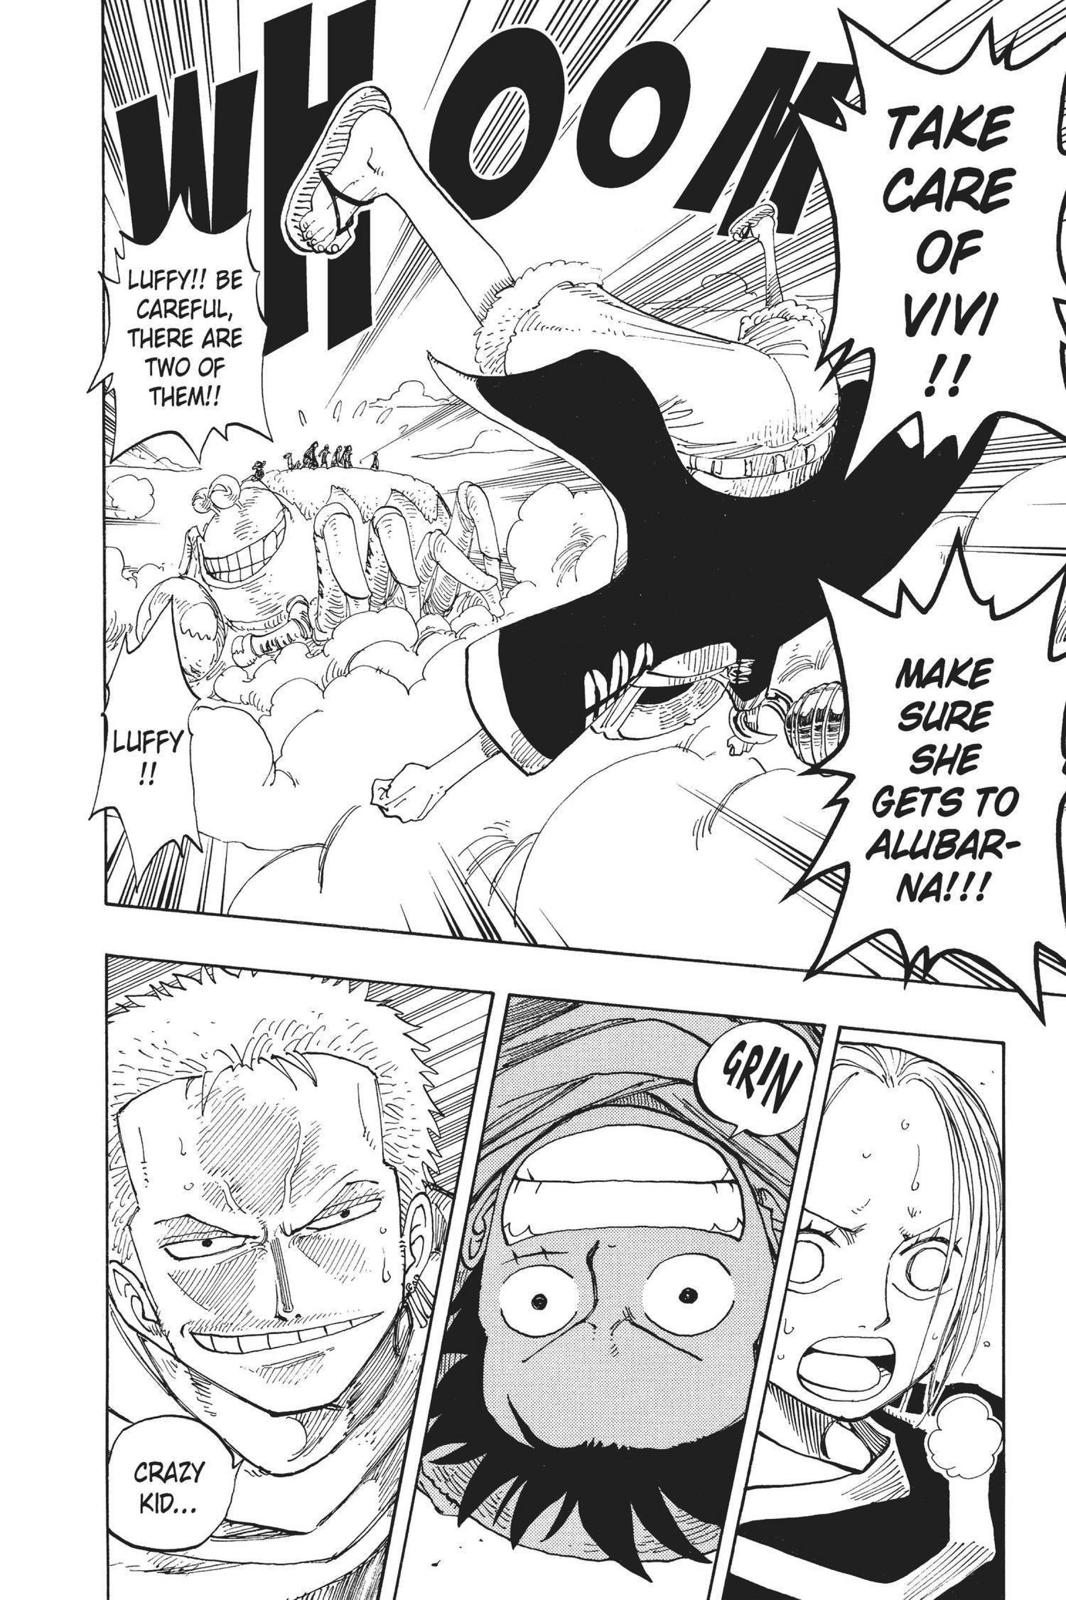 TAKE
CARE
OF
VIVI
!!
WHOOM
LUFFY!! BE
CAREFUL,
THERE ARE
TWO OF
THEM!!
MAKE
SURE
SHE
GETS TO
ALUBAR-
NA!!!
LUFFY
!!
GRIN
CRAZY
KID...